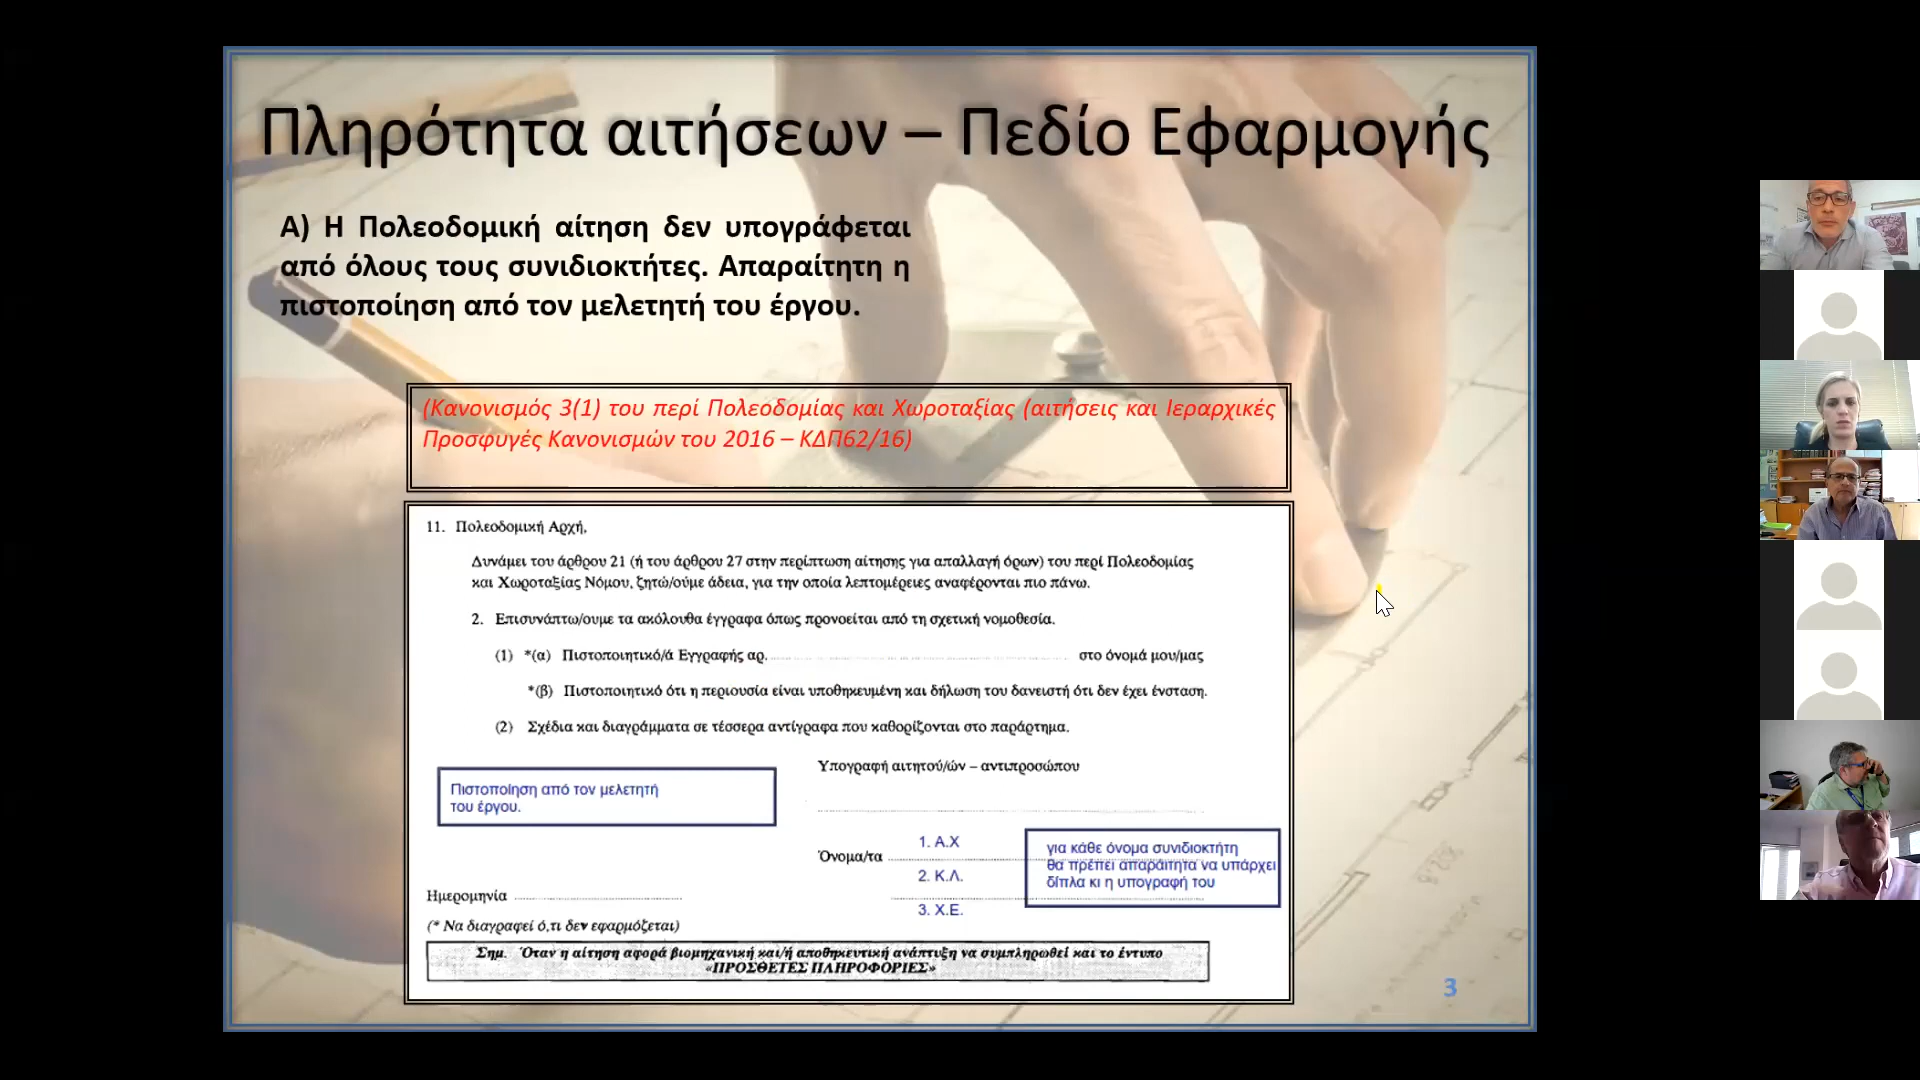 Πληρότητα αιτήσεων – Πεδίο Εφαρμογής
Α) Η Πολεοδομική αίτηση δεν υπογράφεται
από όλους τους συνιδιοκτήτες. Απαραίτητη η
πιστοποίηση από τον μελετητή του έργου.
(Κανονισμός 3(1) του περί Πολεοδομίας και Χωροταξίας (αιτήσεις και Ιεραρχικές
Προσφυγές Κανονισμών του 2016 – ΚΔΠ62/16)
11. Πολεοδομική Αρχή,
Δυνάμει του άρθρου 21 (ή του άρθρου 27 στην περίπτωση αίτησης για απαλλαγή όρων) του περί Πολεοδομίας
και Χωροταξίας Νόμου, ζητώ/ούμε άδεια, για την οποία λεπτομέρειες αναφέρονται πιο πάνω.
2. Επισυνάπτω/ουμε τα ακόλουθα έγγραφα όπως προνοείται από τη σχετική νομοθεσία.
(1) *(α) Πιστοποιητικό/ά Εγγραφής αρ. στο όνομά μου/μας
*(β) Πιστοποιητικό ότι η περιουσία είναι υποθηκευμένη και δήλωση του δανειστή ότι δεν έχει ένσταση.
(2) Σχέδια και διαγράμματα σε τέσσερα αντίγραφα που καθορίζονται στο παράρτημα.
Υπογραφή αιτητού/ών – αντιπροσώπου
Πιστοποίηση από τον μελετητή
του έργου.
Όνομα/τα
1. Α.Χ
2. Κ.Λ.
3. Χ.Ε.
για κάθε όνομα συνιδιοκτήτη
θα πρέπει απαράιτητα να υπάρχει
δίπλα κι η υπογραφή του
Ημερομηνία
(* Να διαγραφεί ό,τι δεν εφαρμόζεται)
Σημ. Όταν η αίτηση αφορά βιομηχανική και/ή αποθηκευτική ανάπτυξη να συμπληρωθεί και το έντυπο
«ΠΡΟΣΘΕΤΕΣ ΠΛΗΡΟΦΟΡΙΕΣ»
3